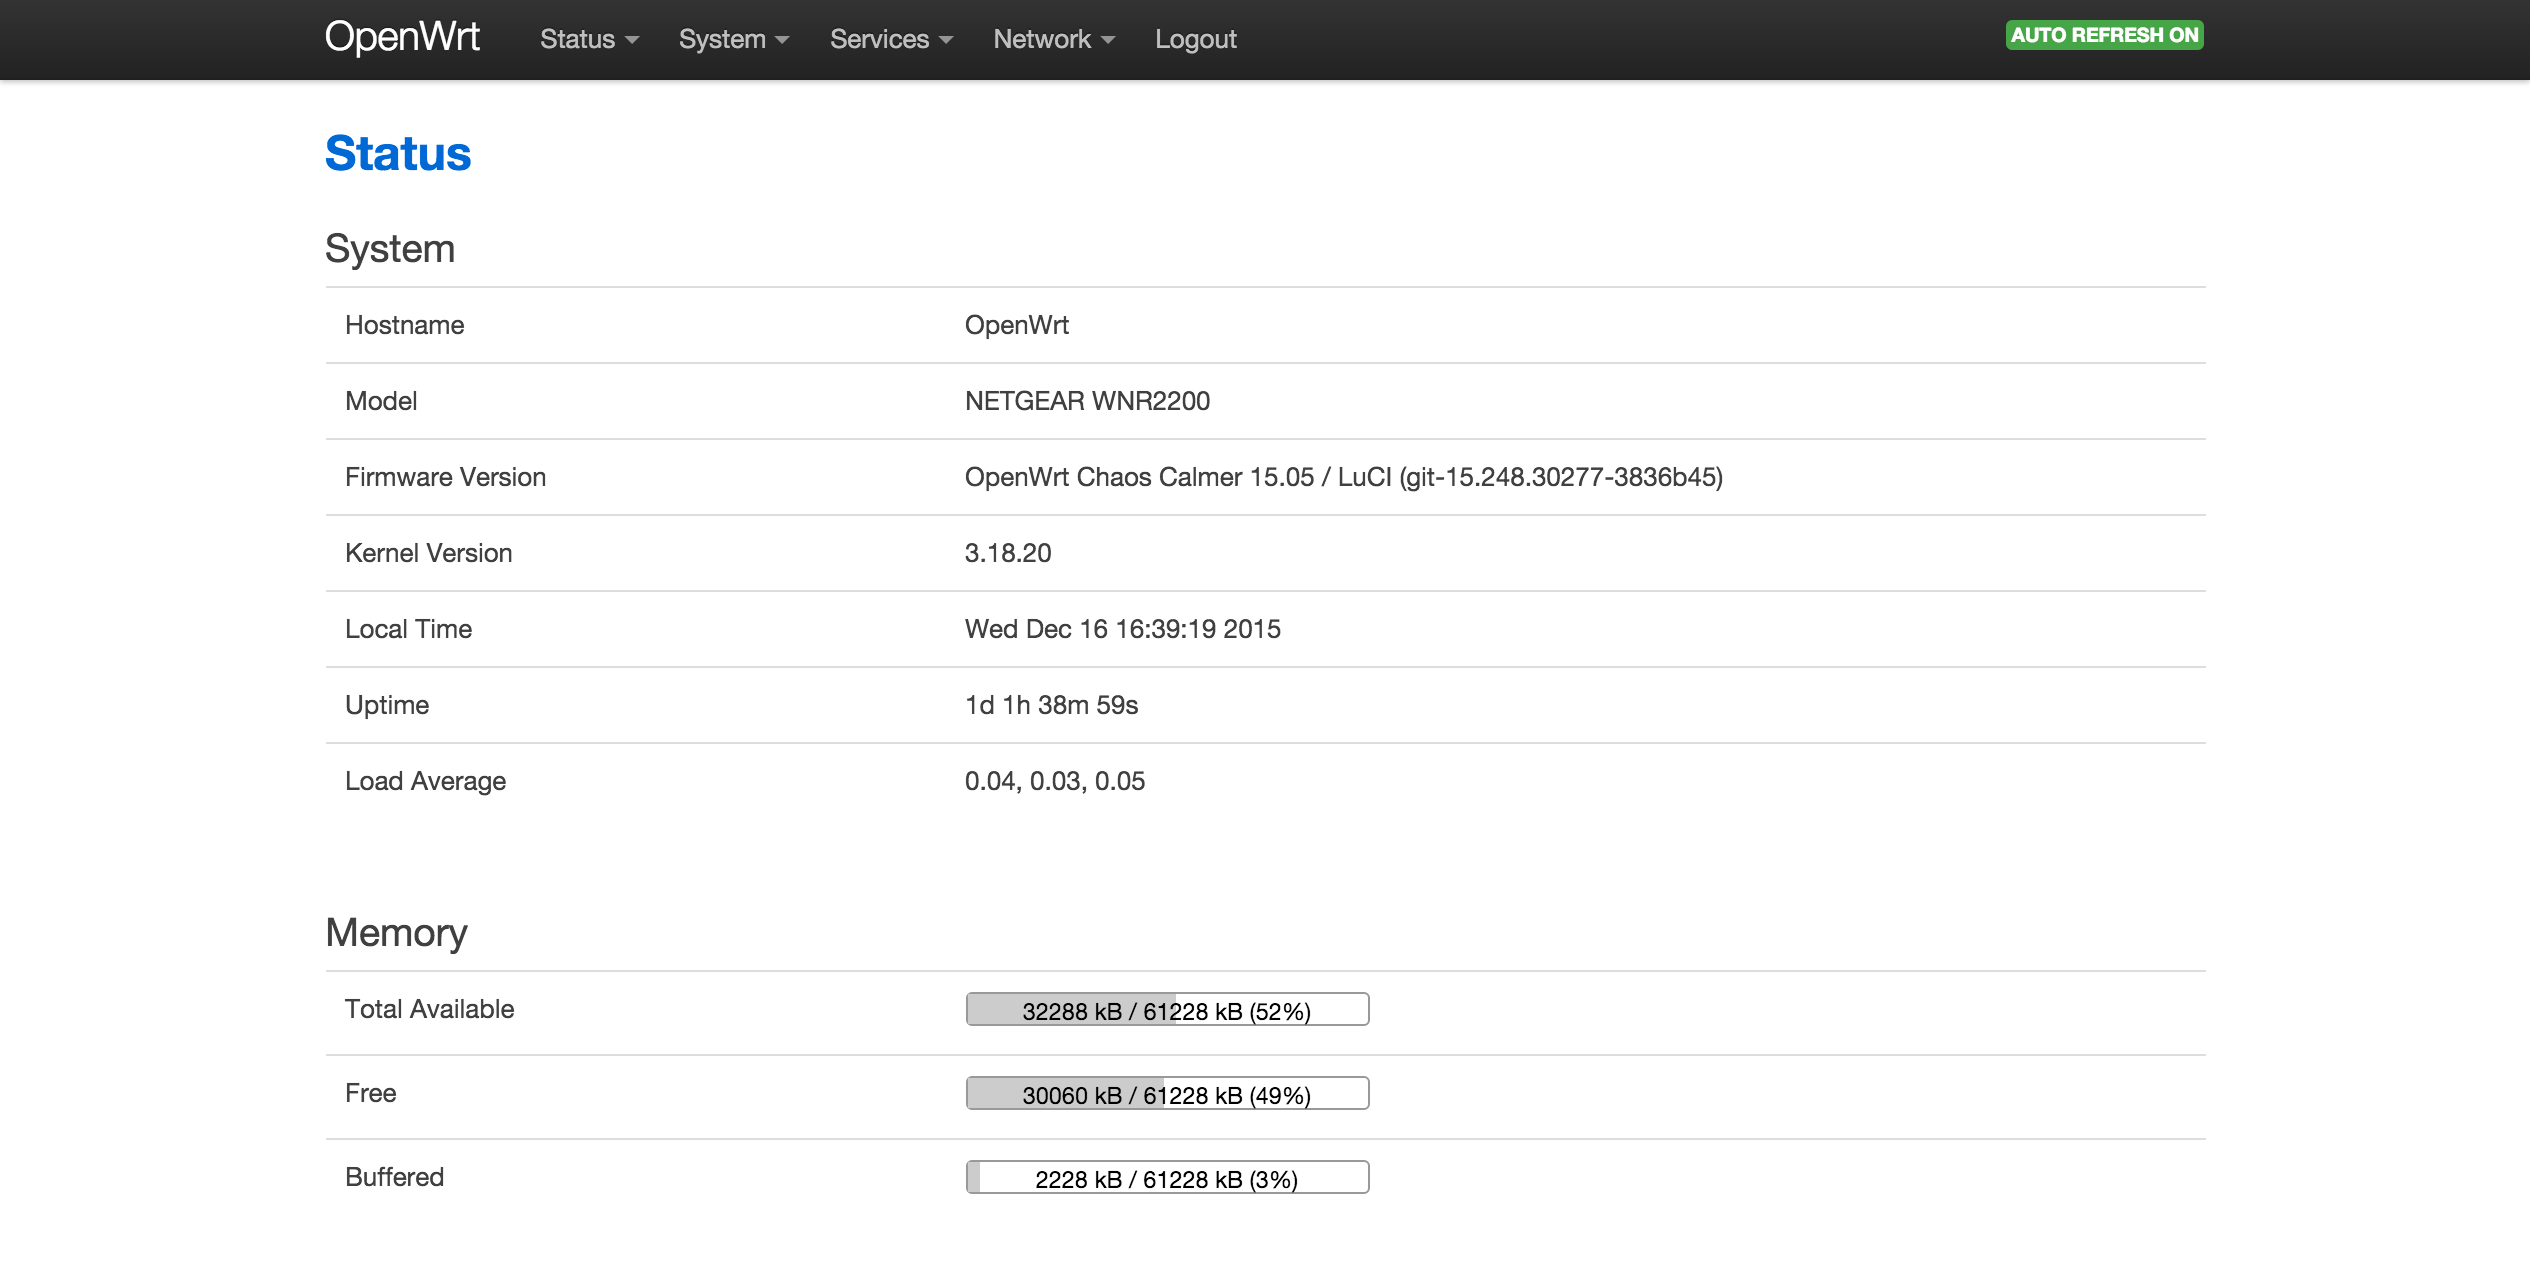 OpenWrt Status System Services Network Logout AUTO REFRESH ON
Status
System
Hostname OpenWrt
Model NETGEAR WNR2200
Firmware Version OpenWrt Chaos Calmer 15.05 / LuCI (git-15.248.30277-3836b45)
Kernel Version 3.18.20
Local Time Wed Dec 16 16:39:19 2015
Uptime 1d 1h 38m 59s
Load Average 0.04, 0.03, 0.05
Memory
Total Available 32288 kB / 61228 kB (52%)
Free 30060 kB / 61228 kB (49%)
Buffered 2228 kB / 61228 kB (3%)